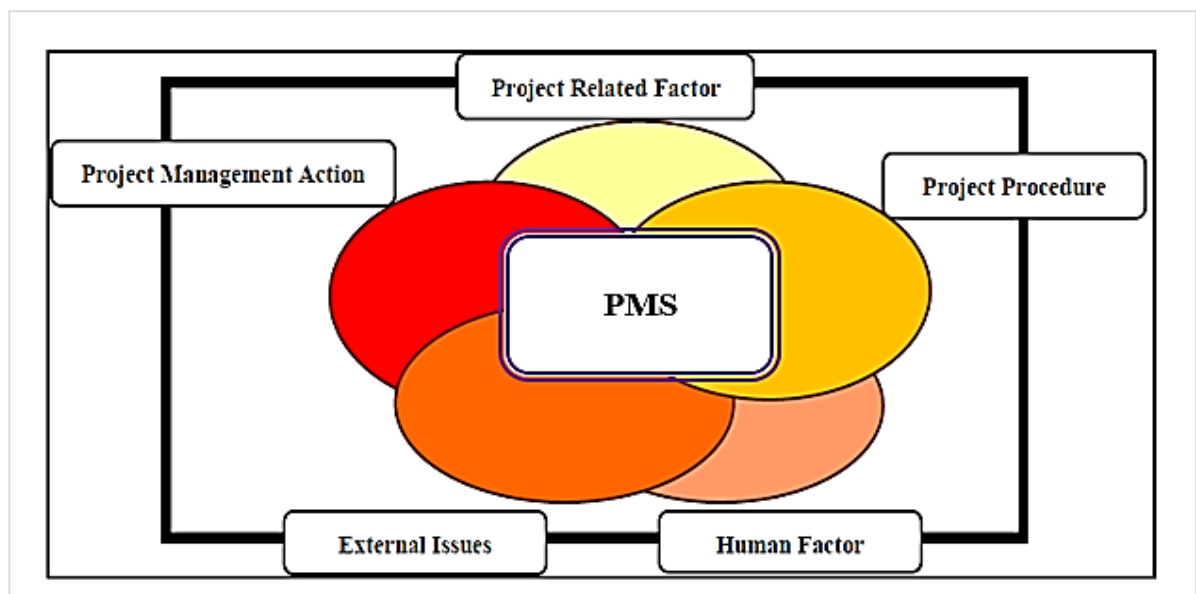 Project Related Factor
Project Management Action
Project Procedure
PMS
External Issues
Human Factor